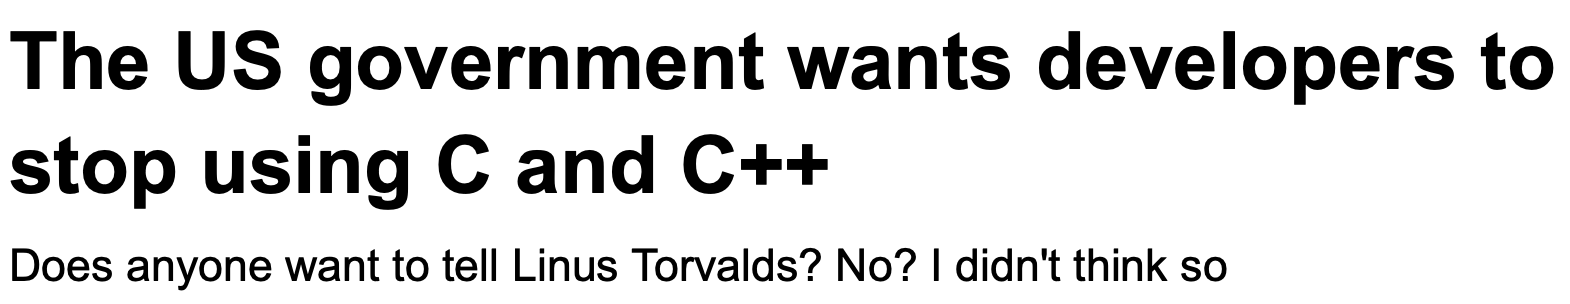 The US government wants developers to
stop using C and C++
Does anyone want to tell Linus Torvalds? No? I didn't think so